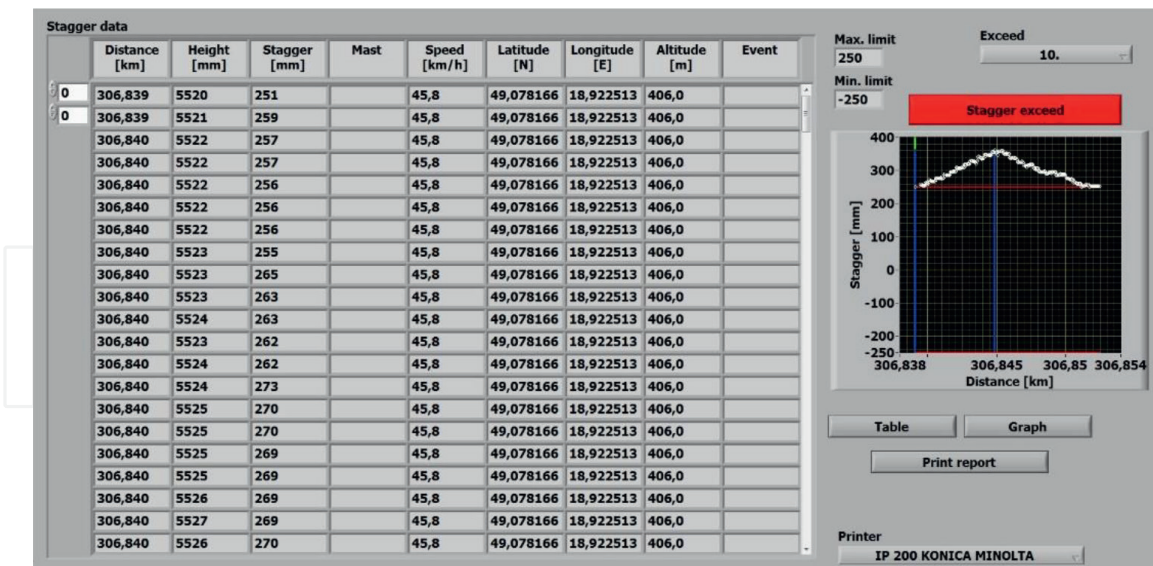 Stagger data
Distance [km] Height [mm] Stagger [mm] Mast Speed [km/h] Latitude [N] Longitude [E] Altitude [m] Event
0 306,839 5520 251 45,8 49,078166 18,922513 406,0
0 306,839 5521 259 45,8 49,078166 18,922513 406,0
306,840 5522 257 45,8 49,078166 18,922513 406,0
306,840 5522 257 45,8 49,078166 18,922513 406,0
306,840 5522 256 45,8 49,078166 18,922513 406,0
306,840 5522 256 45,8 49,078166 18,922513 406,0
306,840 5522 256 45,8 49,078166 18,922513 406,0
306,840 5523 255 45,8 49,078166 18,922513 406,0
306,840 5523 265 45,8 49,078166 18,922513 406,0
306,840 5523 263 45,8 49,078166 18,922513 406,0
306,840 5524 263 45,8 49,078166 18,922513 406,0
306,840 5523 262 45,8 49,078166 18,922513 406,0
306,840 5524 262 45,8 49,078166 18,922513 406,0
306,840 5524 273 45,8 49,078166 18,922513 406,0
306,840 5525 270 45,8 49,078166 18,922513 406,0
306,840 5525 270 45,8 49,078166 18,922513 406,0
306,840 5525 269 45,8 49,078166 18,922513 406,0
306,840 5525 269 45,8 49,078166 18,922513 406,0
306,840 5526 269 45,8 49,078166 18,922513 406,0
306,840 5527 269 45,8 49,078166 18,922513 406,0
306,840 5526 270 45,8 49,078166 18,922513 406,0
Max. limit
250
Exceed
10.
Min. limit
-250
Stagger exceed
Stagger [mm]
400
300
200
100
0
-100
-200
-250
306,838 306,845 306,85 306,854
Distance [km]
Table Graph
Print report
Printer
IP 200 KONICA MINOLTA